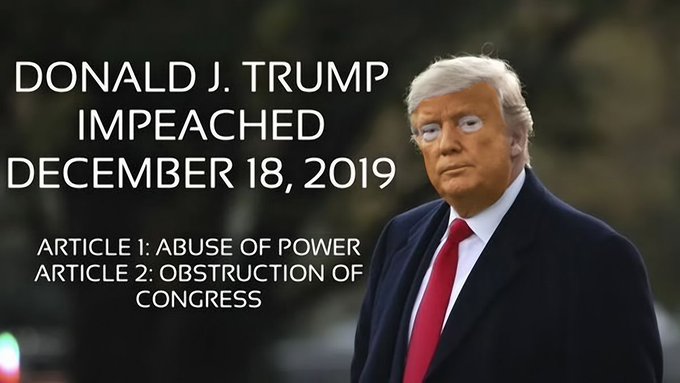 DONALD J. TRUMP
IMPEACHED
DECEMBER 18, 2019
ARTICLE 1: ABUSE OF POWER
ARTICLE 2: OBSTRUCTION OF
CONGRESS